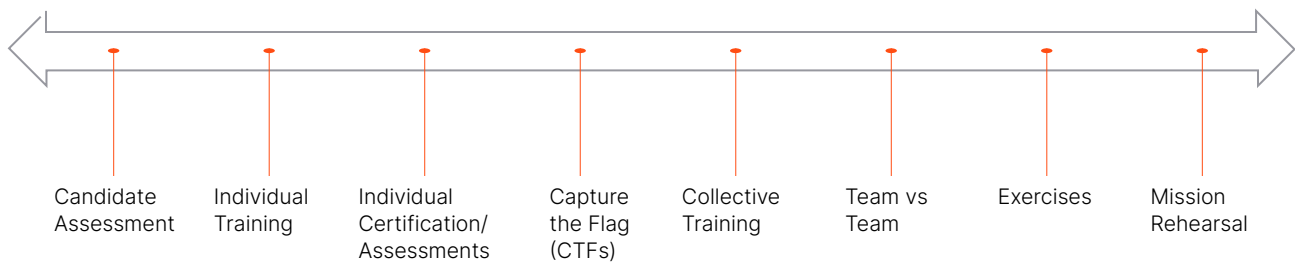 Candidate
Assessment
Individual
Training
Individual
Certification/
Assessments
Capture
the Flag
(CTFs)
Collective
Training
Team vs
Team
Exercises
Mission
Rehearsal